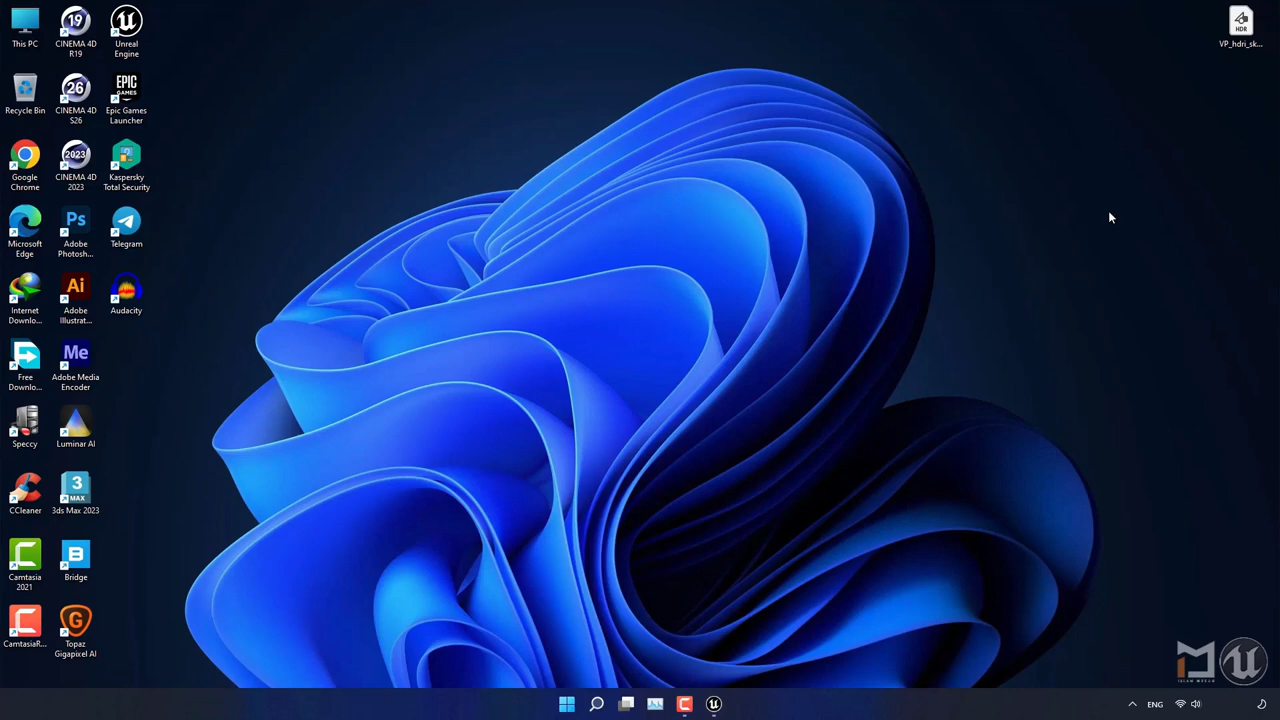 This PC
19
CINEMA 4D
R19
Unreal
Engine
HDR
VP_hdri_sk...
Recycle Bin
26
CINEMA 4D
S26
EPIC
GAMES
Epic Games
Launcher
Google
Chrome
2023
CINEMA 4D
2023
Kaspersky
Total Security
Microsoft
Edge
Ps
Adobe
Photosh...
Telegram
Internet
Downlo...
Ai
Adobe
Illustrat...
Audacity
Free
Downlo...
Me
Adobe Media
Encoder
Speccy
Luminar AI
CCleaner
3
MAX
3ds Max 2023
Camtasia
2021
B
Bridge
CamtasiaR...
G
Topaz
Gigapixel AI
ENG